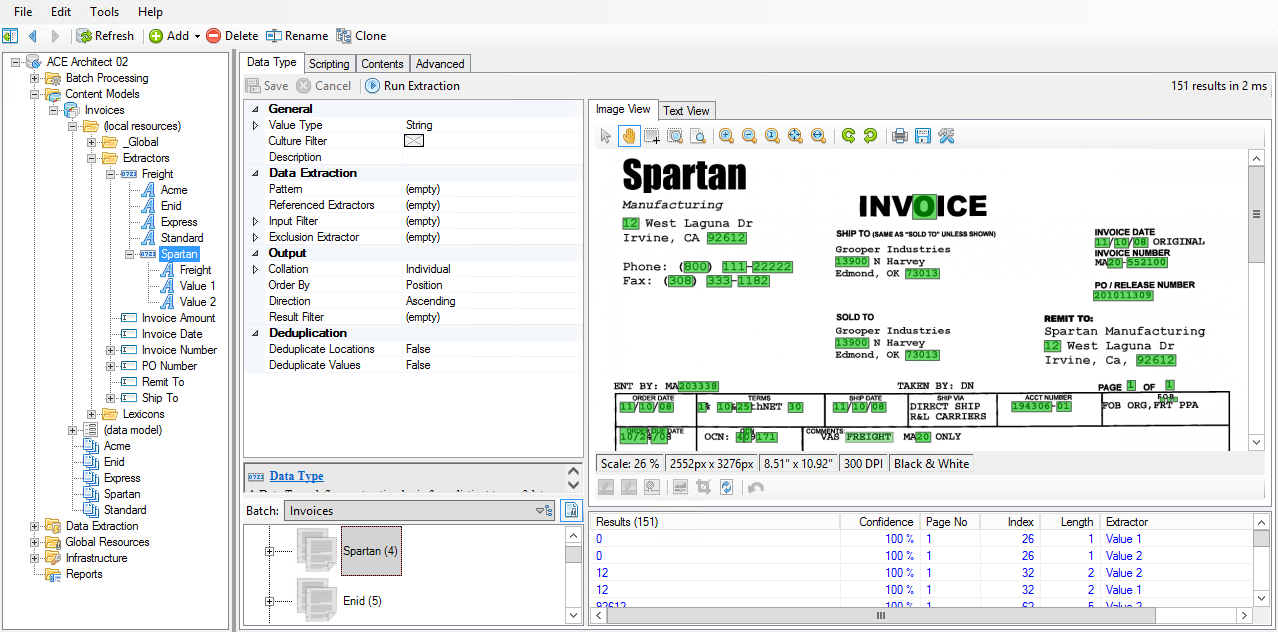 File Edit Tools Help
Refresh Add Delete Rename Clone
ACE Architect 02
Batch Processing
Content Models
Invoices
(local resources)
_Global
Extractors
Freight
Acme
Enid
Express
Standard
Spartan
Freight
Value 1
Value 2
Invoice Amount
Invoice Date
Invoice Number
PO Number
Remit To
Ship To
Lexicons
(data model)
Acme
Enid
Express
Spartan
Standard
Data Extraction
Global Resources
Infrastructure
Reports
Data Type Scripting Contents Advanced
Save Cancel Run Extraction 151 results in 2 ms
General
Value Type String
Culture Filter
Description
Data Extraction
Pattern (empty)
Referenced Extractors (empty)
Input Filter (empty)
Exclusion Extractor (empty)
Output
Collation Individual
Order By Position
Direction Ascending
Result Filter (empty)
Deduplication
Deduplicate Locations False
Deduplicate Values False
Data Type
Batch: Invoices
Spartan (4)
Enid (5)
Image View Text View
Spartan
Manufacturing
12 West Laguna Dr
Irvine, CA 92612
Phone: (800) 111-22222
Fax: (308) 333-1182
INVOICE
SHIP TO (SAME AS "SOLD TO" UNLESS SHOWN)
Grooper Industries
13900 N Harvey
Edmond, OK 73013
INVOICE DATE
11/10/08 ORIGINAL
INVOICE NUMBER
MA20-552100
PO / RELEASE NUMBER
201011309
SOLD TO
Grooper Industries
13900 N Harvey
Edmond, OK 73013
REMIT TO:
Spartan Manufacturing
12 West Laguna Dr
Irvine, Ca, 92612
ENT BY: MA203338 TAKEN BY: DN PAGE 1 OF 1
ORDER DATE TERMS SHIP DATE SHIP VIA ACCT NUMBER F.O.B.
11/10/08 1% 10&25thNET 30 11/10/08 DIRECT SHIP 194306-01 FOB ORG,FRT PPA
R&L CARRIERS
DATE COMMENTS
10/24/08 OCN: 409171 VAS FREIGHT MA20 ONLY
Scale: 26 % 2552px x 3276px 8.51" x 10.92" 300 DPI Black & White
Results (151) Confidence Page No Index Length Extractor
0 100 % 1 26 1 Value 1
0 100 % 1 26 1 Value 2
12 100 % 1 32 2 Value 2
12 100 % 1 32 2 Value 1
92612 100 % 1 62 5 Value 2